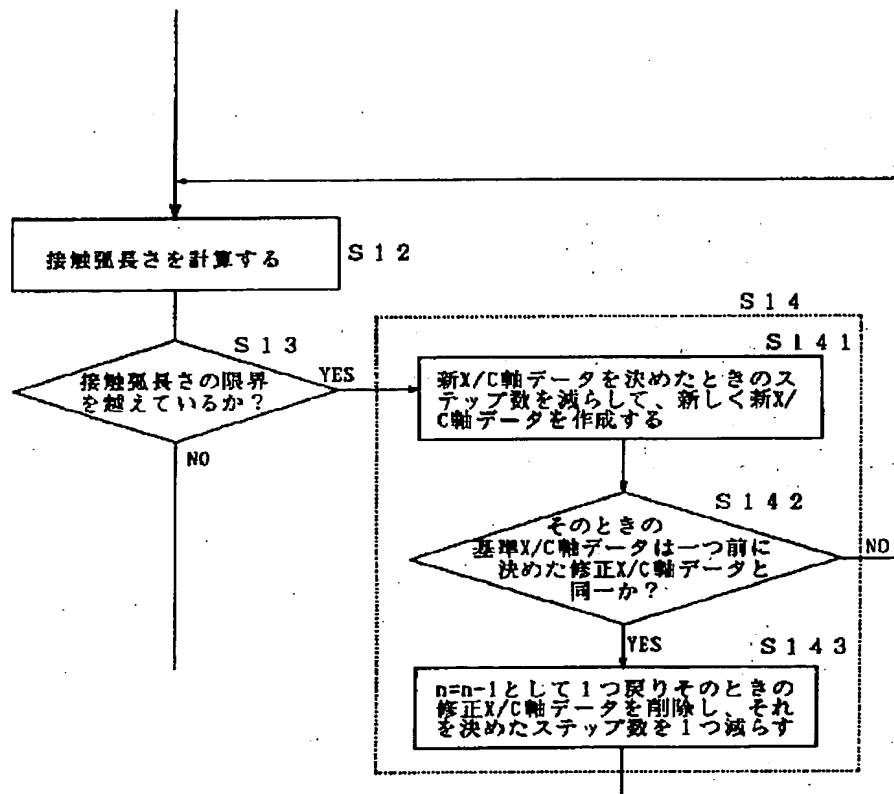 接触弧長さを計算する
S12
S13
接触弧長さの限界
を越えているか？
YES
NO
S14
S141
新X/C軸データを決めたときのス
テップ数を減らして、新しく新X/
C軸データを作成する
S142
そのときの
基準X/C軸データは一つ前に
決めた修正X/C軸データと
同一か？
NO
YES
S143
n=n-1として1つ戻りそのときの
修正X/C軸データを削除し、それ
を決めたステップ数を1つ減らす